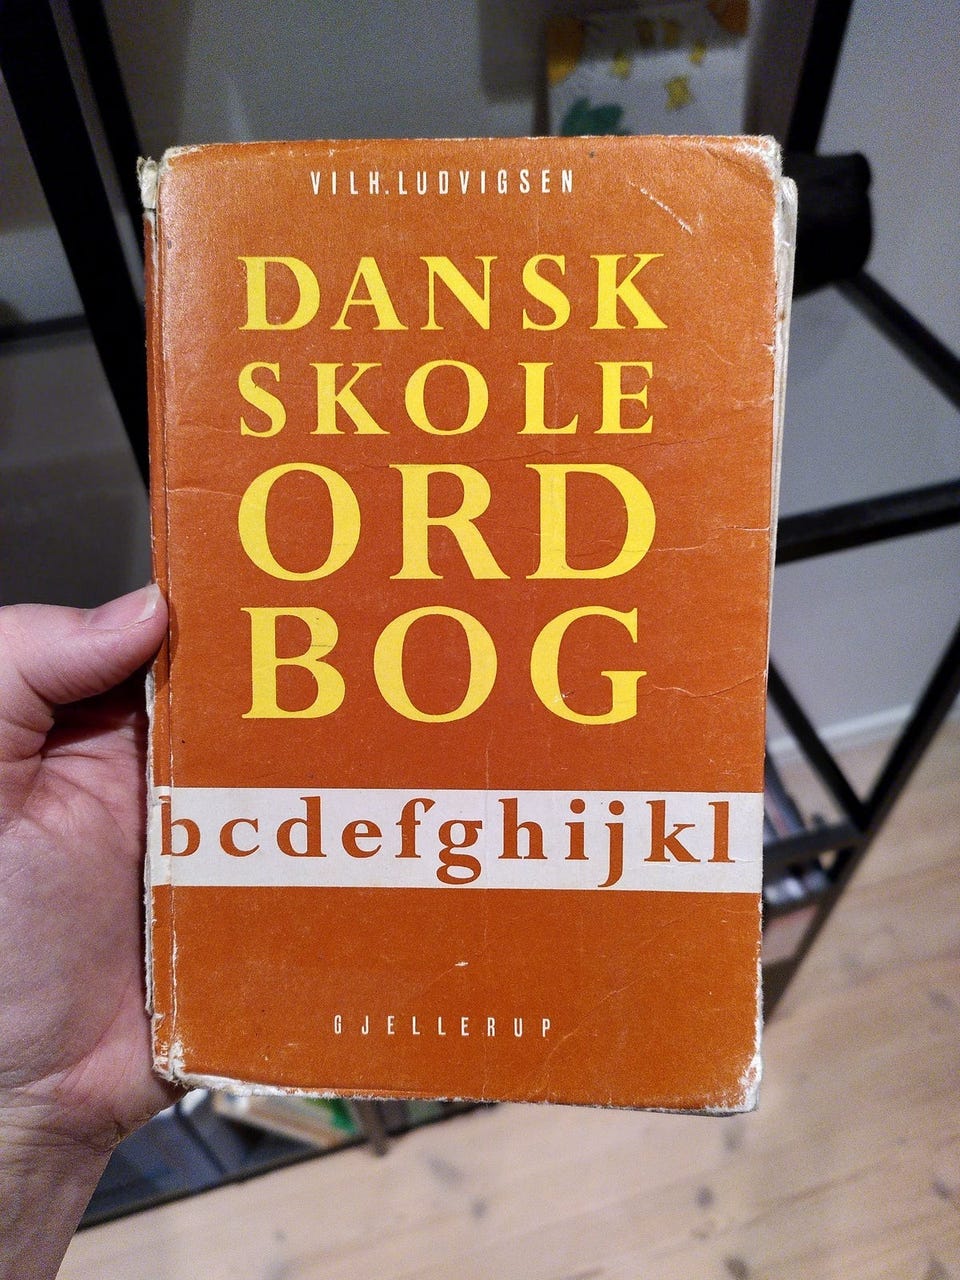 VILH. LUDVIGSEN
DANSK
SKOLE
ORD
BOG
bcdefghijkl
GJELLERUP